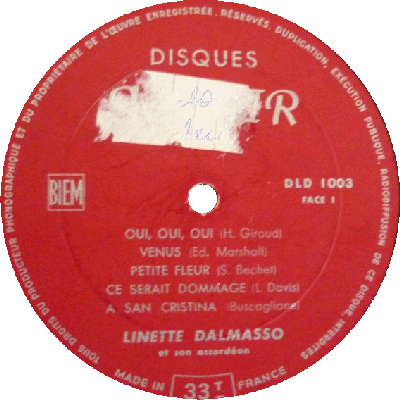 TOUS DROITS DU PRODUCTEUR PHONOGRAPHIQUE ET DU PROPRIETAIRE DE L'ŒUVRE ENREGISTRÉE, RÉSERVÉS, DUPLICATION, EXÉCUTION PUBLIQUE, RADIODIFFUSION DE CE DISQUE INTERDITES
DISQUES
BIEM
DLD 1003
FACE 1
OUI, OUI, OUI (H. Giroud)
VENUS (Ed. Marshall)
PETITE FLEUR (S. Bechet)
CE SERAIT DOMMAGE (I. Davis)
A SAN CRISTINA (Buscaglione)
LINETTE DALMASSO
et son accordéon
MADE IN FRANCE
33T